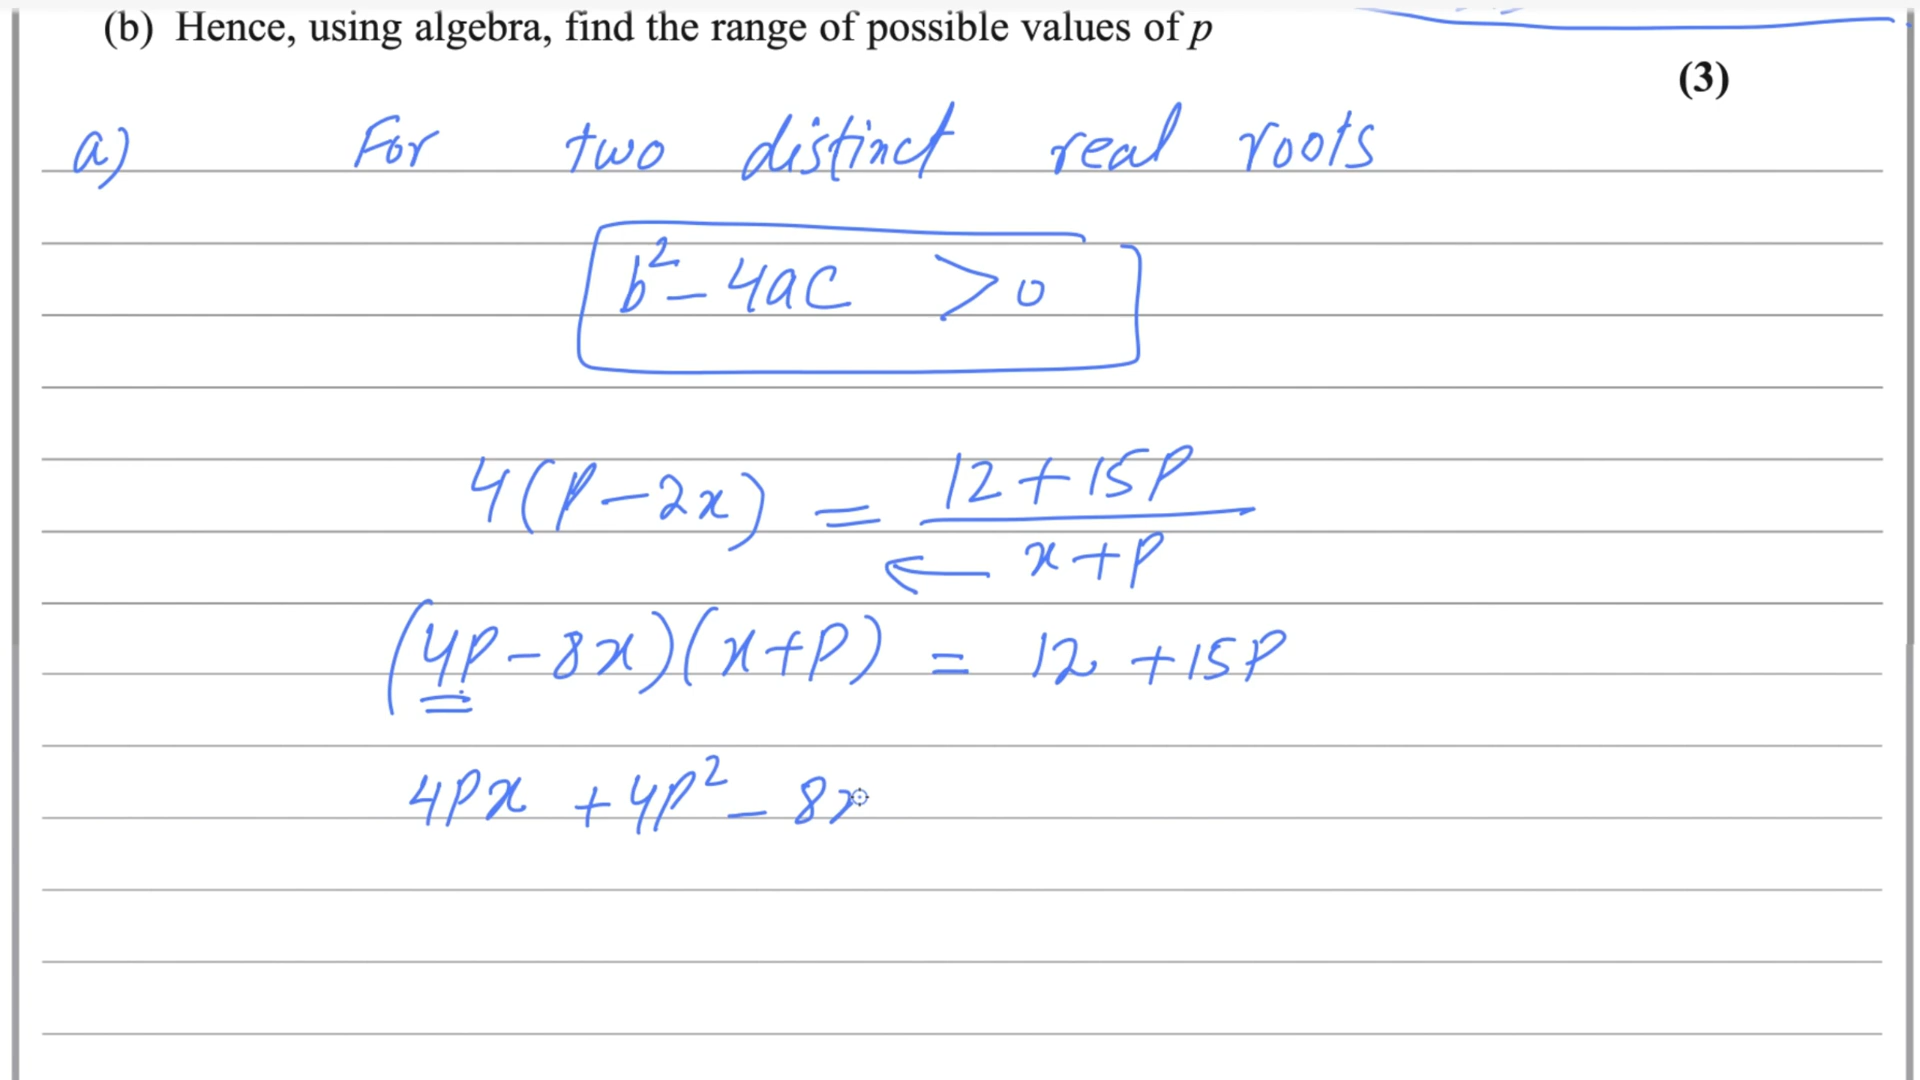 (b) Hence, using algebra, find the range of possible values of p
(3)
a) For two distinct real roots
b² - 4ac > 0
4(p-2x) = \frac{12+15p}{x+p}
(4p-8x)(x+p) = 12 + 15p
4px + 4p² - 8x